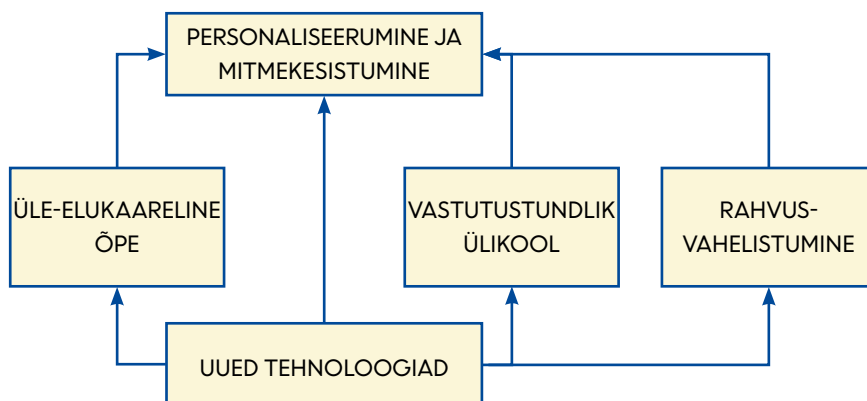 PERSONALISEERUMINE JA
MITMEKESISTUMINE
ÜLE-ELUKAARELINE
ÕPE
VASTUTUSTUNDLIK
ÜLIKOOL
RAHVUS-
VAHELISTUMINE
UUED TEHNOLOOGIAD